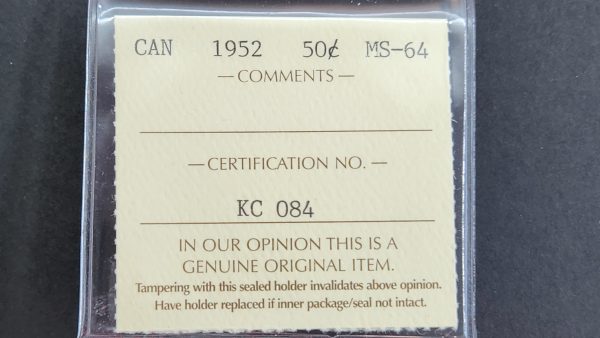 CAN 1952 50¢ MS-64
— COMMENTS —
— CERTIFICATION NO. —
KC 084
IN OUR OPINION THIS IS A
GENUINE ORIGINAL ITEM.
Tampering with this sealed holder invalidates above opinion.
Have holder replaced if inner package/seal not intact.